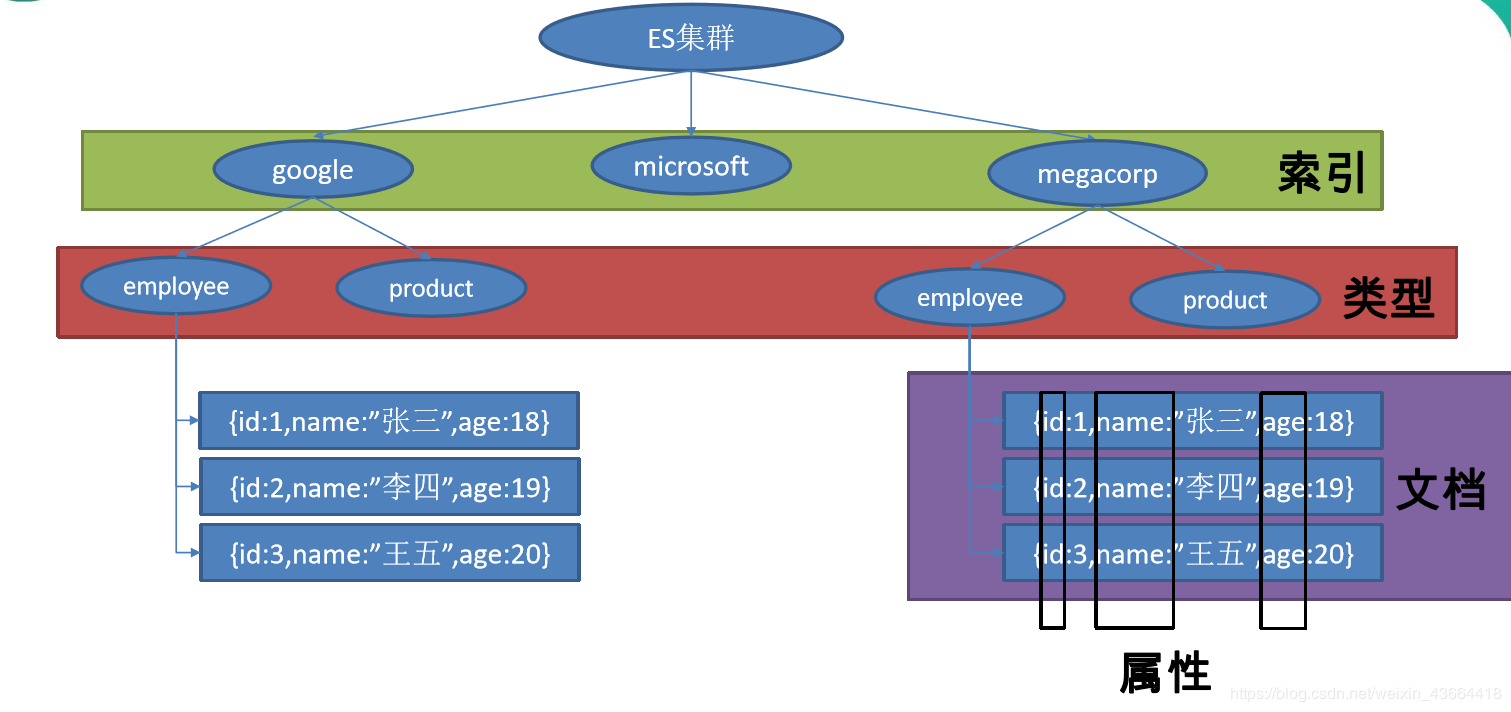 ES集群
google
microsoft
megacorp
索引
employee
product
employee
product
类型
{id:1,name:”张三”,age:18}
{id:2,name:”李四”,age:19}
{id:3,name:”王五”,age:20}
{id:1,name:”张三”,age:18}
{id:2,name:”李四”,age:19}
{id:3,name:”王五”,age:20}
文档
属性
https://blog.csdn.net/weixin_43664418